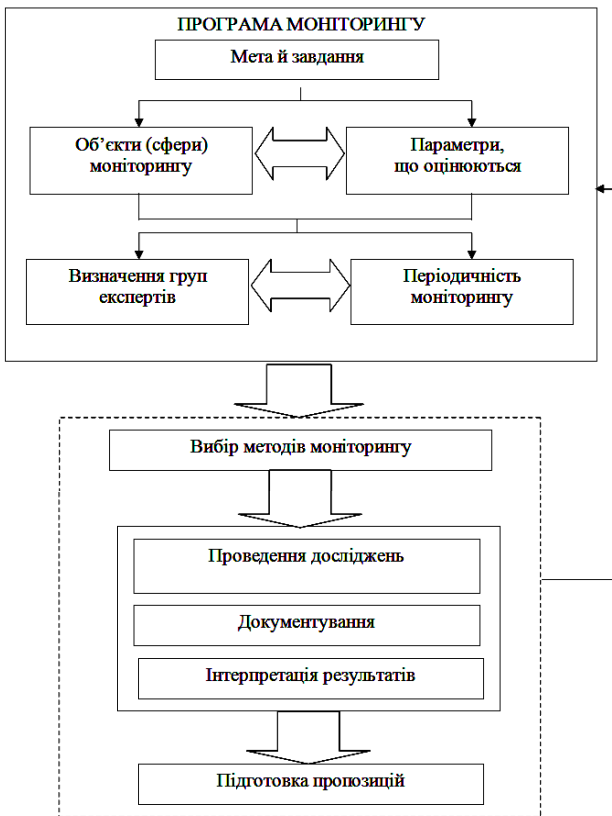 ПРОГРАМА МОНІТОРИНГУ
Мета й завдання
Об’єкти (сфери)
моніторингу
Параметри,
що оцінюються
Визначення груп
експертів
Періодичність
моніторингу
Вибір методів моніторингу
Проведення досліджень
Документування
Інтерпретація результатів
Підготовка пропозицій